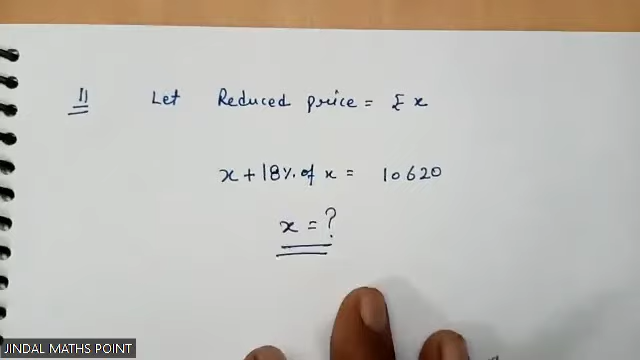 11 Let Reduced price = ₹ x
x + 18% of x = 10620
x = ?
JINDAL MATHS POINT